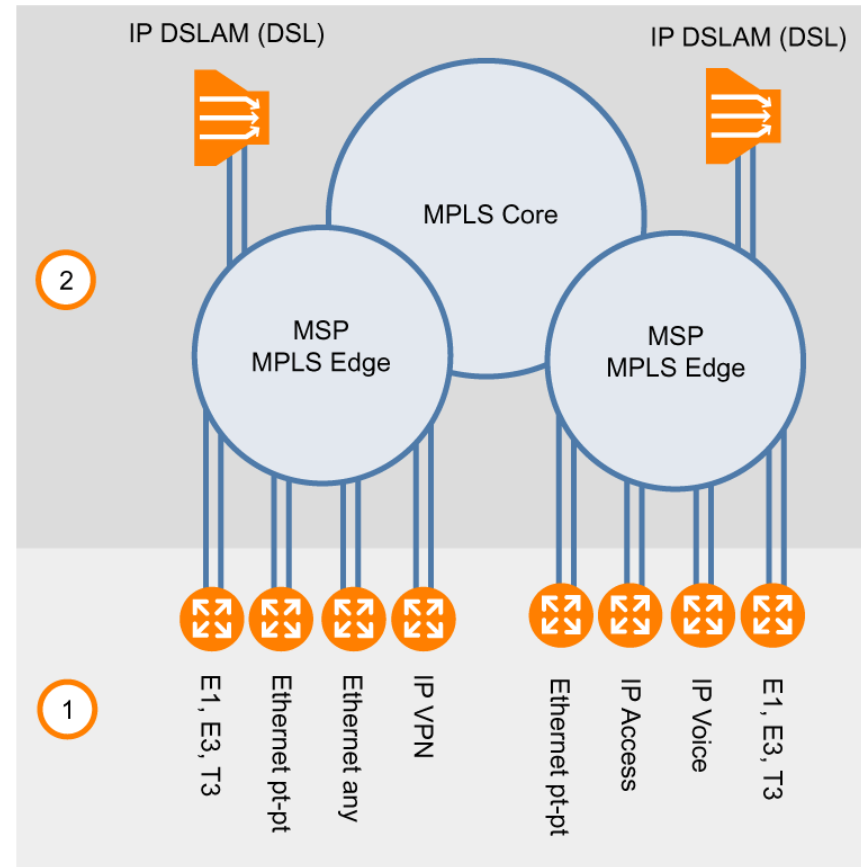 IP DSLAM (DSL)
IP DSLAM (DSL)
MPLS Core
2
MSP
MPLS Edge
MSP
MPLS Edge
1
E1, E3, T3
Ethernet pt-pt
Ethernet any
IP VPN
Ethernet pt-pt
IP Access
IP Voice
E1, E3, T3